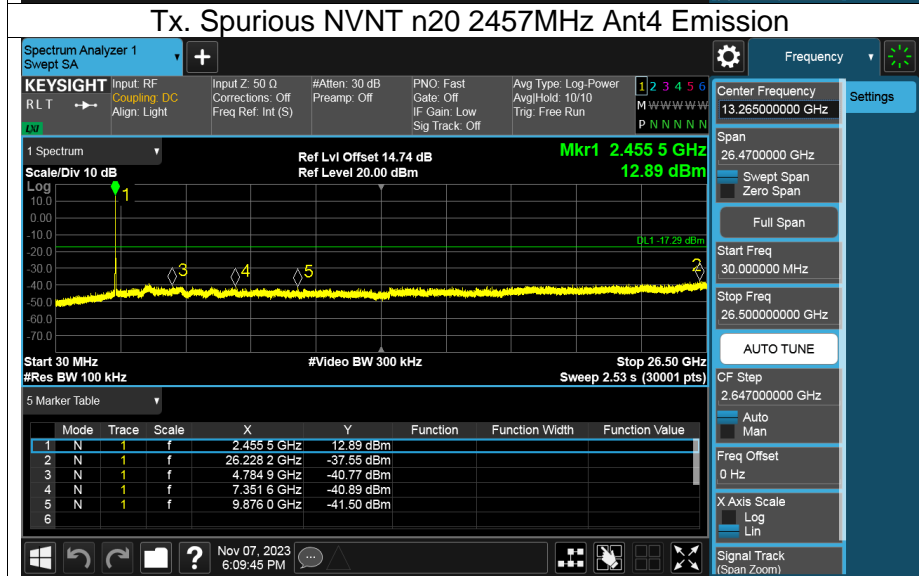 Tx. Spurious NVNT n20 2457MHz Ant4 Emission
Spectrum Analyzer 1
Swept SA
+
Frequency
KEYSIGHT
R L T
LXI
Input: RF
Coupling: DC
Align: Light
Input Z: 50 Ω
Corrections: Off
Freq Ref: Int (S)
#Atten: 30 dB
Preamp: Off
PNO: Fast
Gate: Off
IF Gain: Low
Sig Track: Off
Avg Type: Log-Power
Avg|Hold: 10/10
Trig: Free Run
1 2 3 4 5 6
M W W W W W
P N N N N N
Center Frequency
13.265000000 GHz
Settings
1 Spectrum
Scale/Div 10 dB
Ref Lvl Offset 14.74 dB
Ref Level 20.00 dBm
Mkr1 2.455 5 GHz
12.89 dBm
Log
10.0
0.00
-10.0
-20.0
-30.0
-40.0
-50.0
-60.0
-70.0
1
DL1 -17.29 dBm
2
3
4
5
Start 30 MHz
#Res BW 100 kHz
#Video BW 300 kHz
Stop 26.50 GHz
Sweep 2.53 s (30001 pts)
Span
26.4700000 GHz
Swept Span
Zero Span
Full Span
Start Freq
30.000000 MHz
Stop Freq
26.500000000 GHz
AUTO TUNE
CF Step
2.647000000 GHz
Auto
Man
Freq Offset
0 Hz
X Axis Scale
Log
Lin
Signal Track
(Span Zoom)
5 Marker Table
Mode Trace Scale X Y Function Function Width Function Value
1 N 1 f 2.455 5 GHz 12.89 dBm
2 N 1 f 26.228 2 GHz -37.55 dBm
3 N 1 f 4.784 9 GHz -40.77 dBm
4 N 1 f 7.351 6 GHz -40.89 dBm
5 N 1 f 9.876 0 GHz -41.50 dBm
6
?
Nov 07, 2023
6:09:45 PM